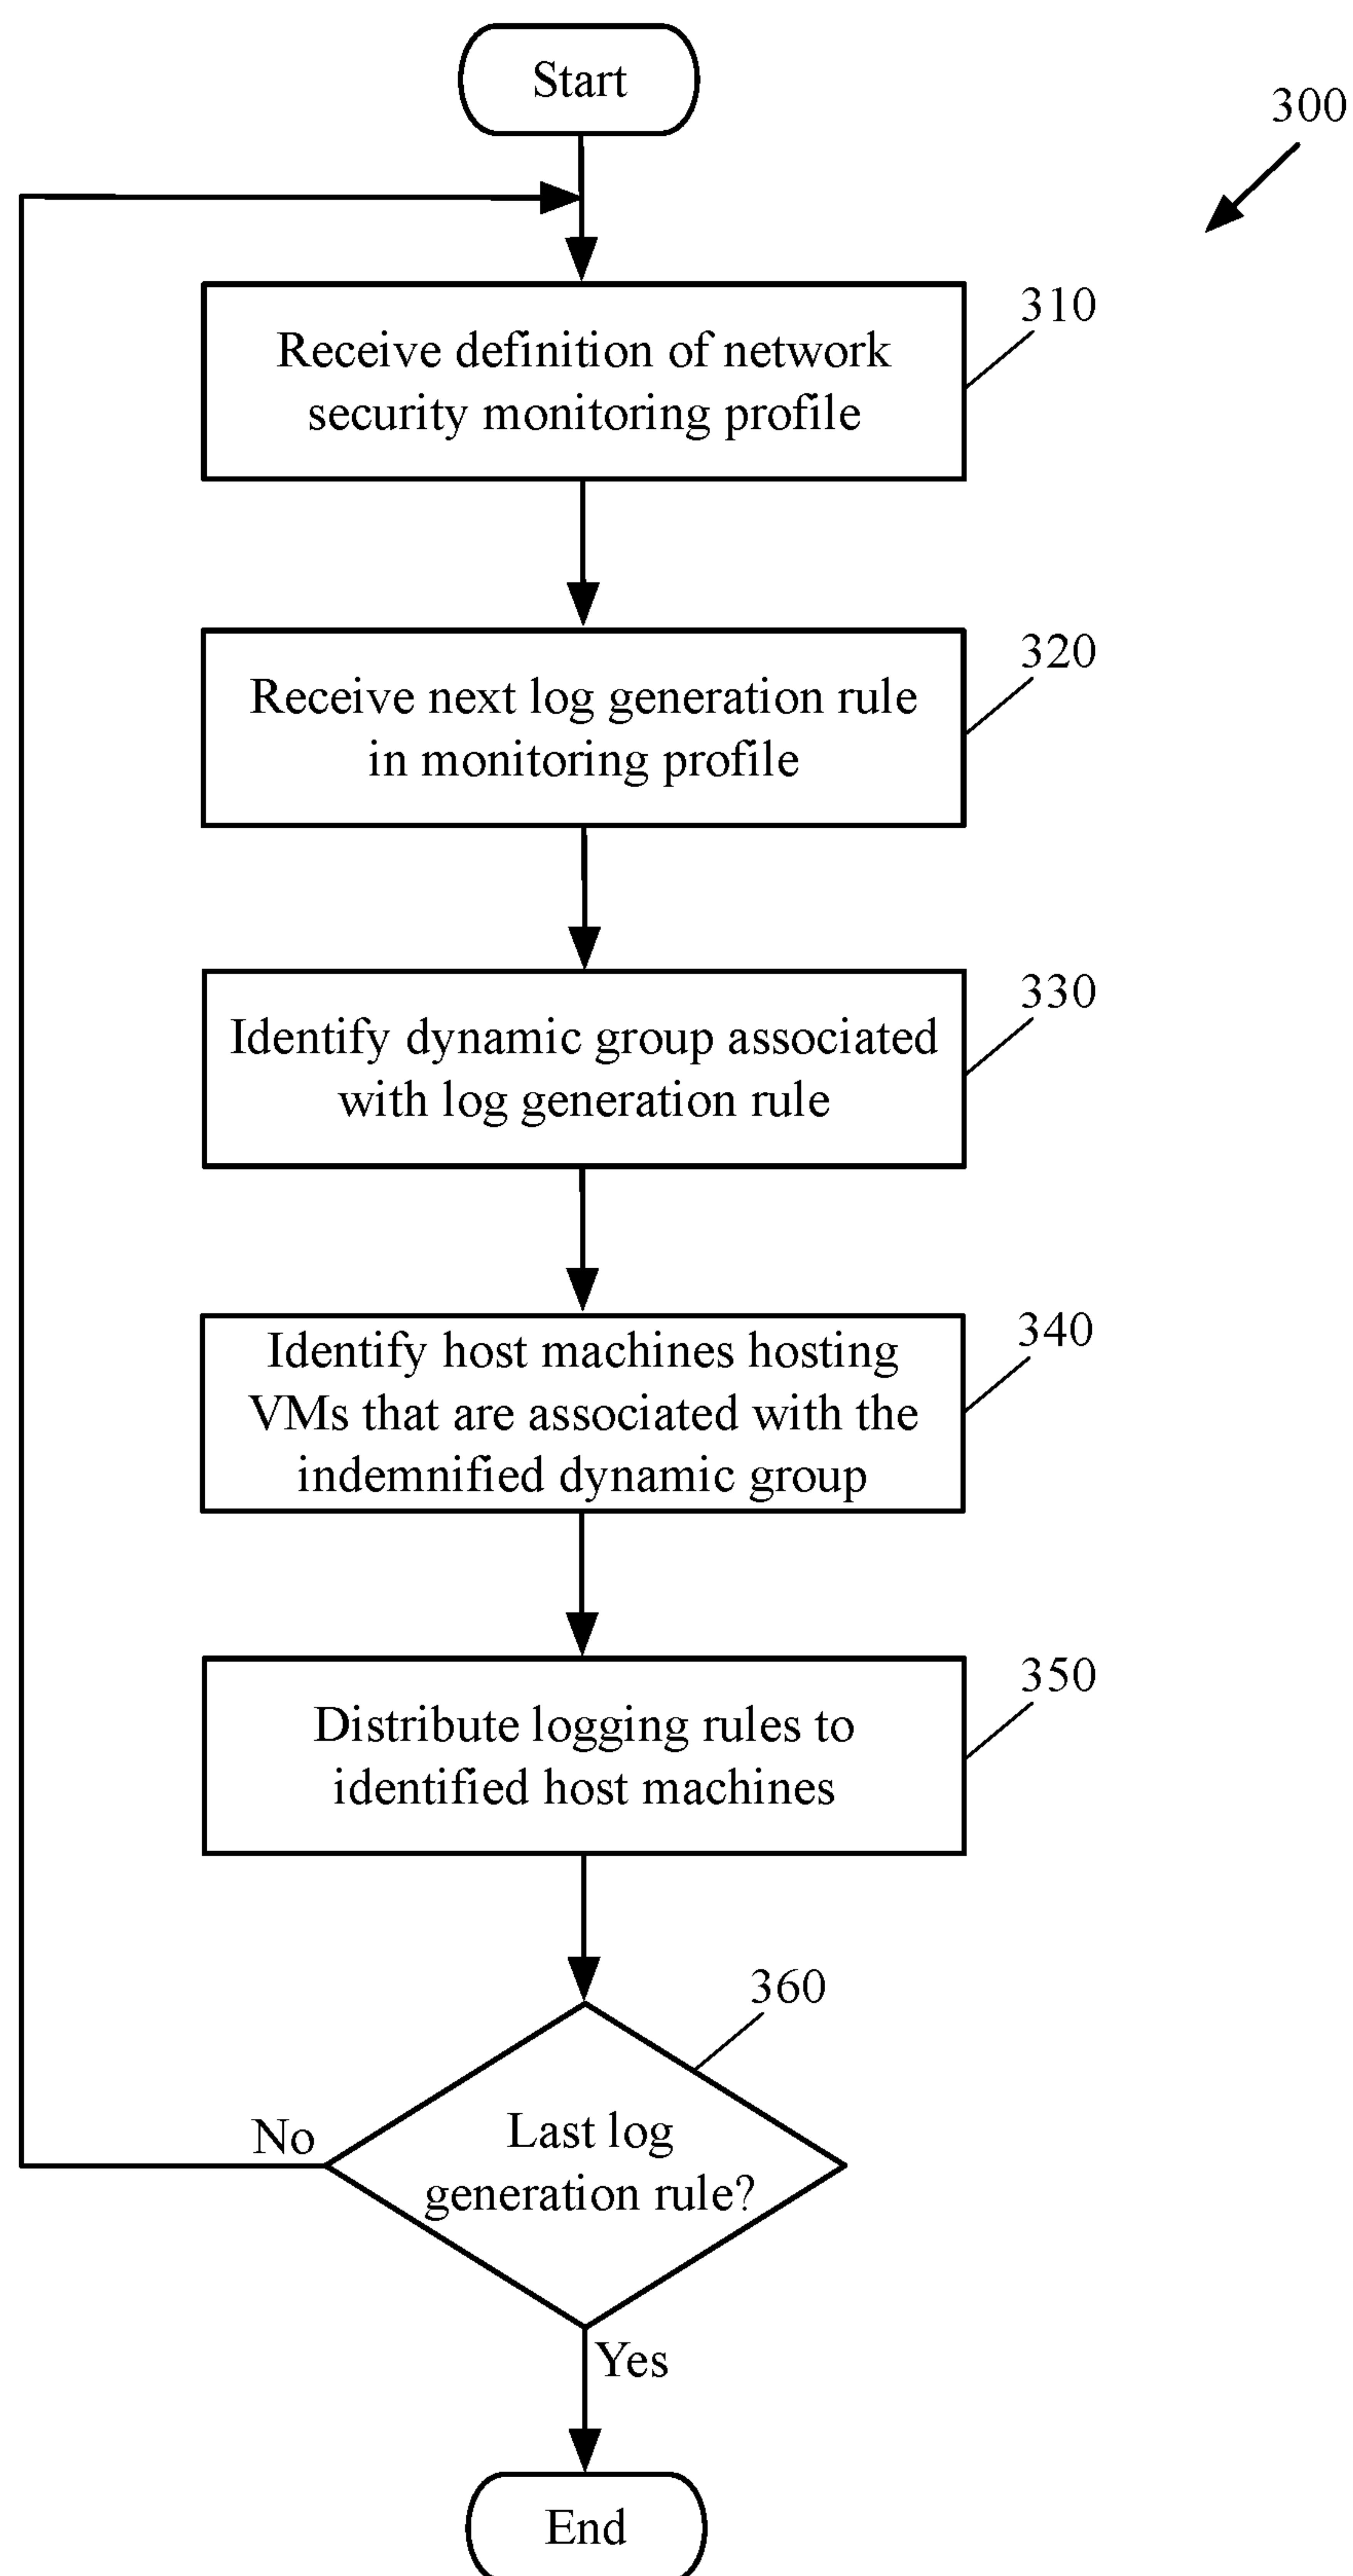 Start
300
310
Receive definition of network
security monitoring profile
320
Receive next log generation rule
in monitoring profile
330
Identify dynamic group associated
with log generation rule
340
Identify host machines hosting
VMs that are associated with the
indemnified dynamic group
350
Distribute logging rules to
identified host machines
360
Last log
generation rule?
No
Yes
End